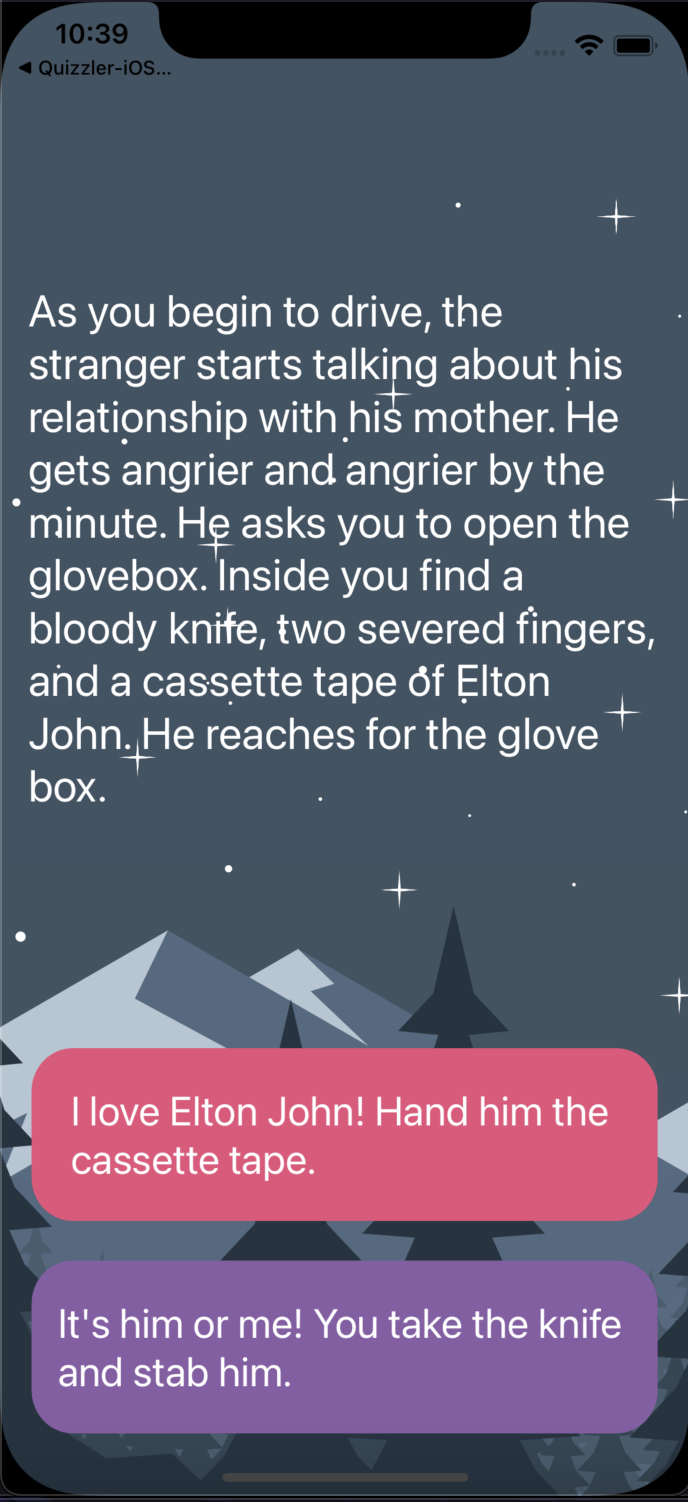 10:39
◀ Quizzler-iOS...
As you begin to drive, the
stranger starts talking about his
relationship with his mother. He
gets angrier and angrier by the
minute. He asks you to open the
glovebox. Inside you find a
bloody knife, two severed fingers,
and a cassette tape of Elton
John. He reaches for the glove
box.
I love Elton John! Hand him the
cassette tape.
It's him or me! You take the knife
and stab him.